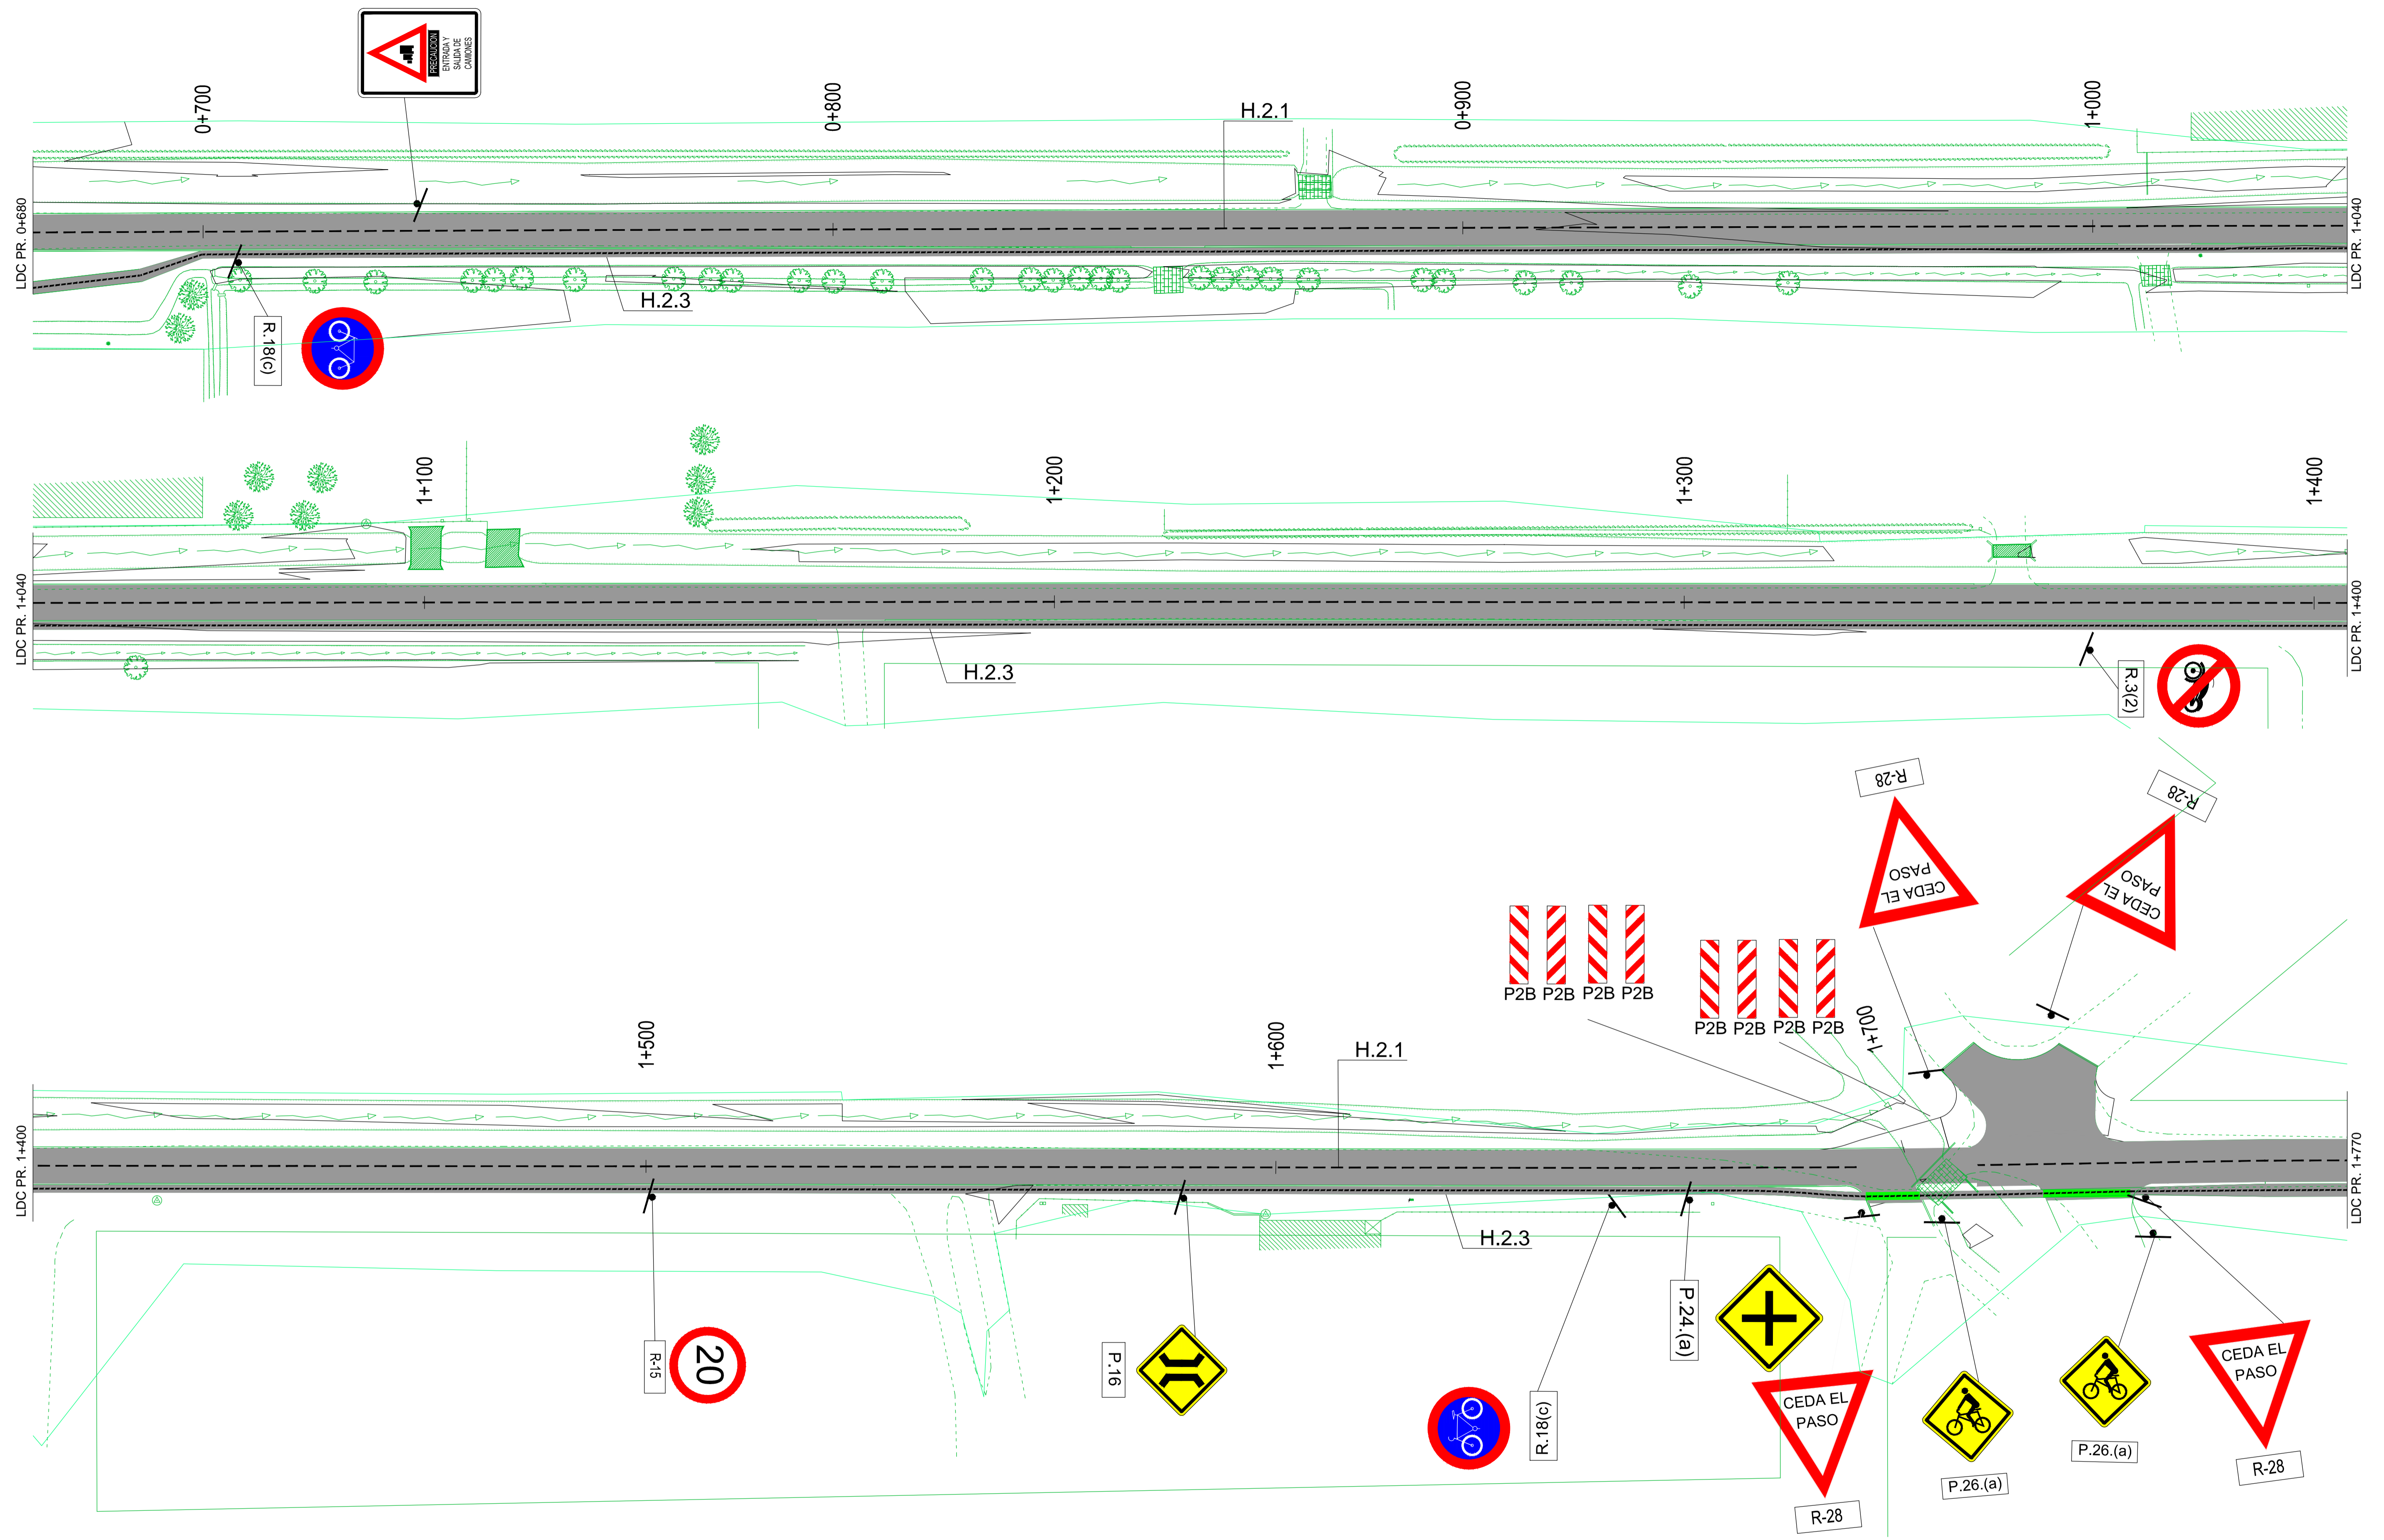 PRECAUCION
ENTRADA Y
SALIDA DE
CAMIONES
0+700
0+800
0+900
1+000
H.2.1
LDC PR. 0+680
LDC PR. 1+040
H.2.3
R.18(c)
1+100
1+200
1+300
1+400
LDC PR. 1+040
LDC PR. 1+400
H.2.3
R.3(2)
R-28
CEDA EL
PASO
R-28
CEDA EL
PASO
P2B P2B P2B P2B
P2B P2B P2B P2B
1+500
1+600
1+700
H.2.1
LDC PR. 1+400
LDC PR. 1+770
H.2.3
R-15
20
P.16
R.18(c)
P.24.(a)
CEDA EL
PASO
R-28
P.26.(a)
P.26.(a)
CEDA EL
PASO
R-28